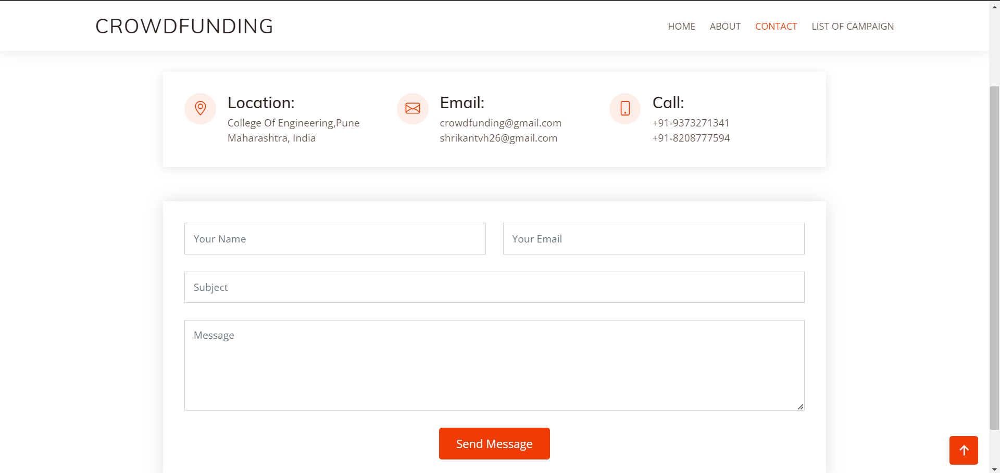 CROWDFUNDING
HOME ABOUT CONTACT LIST OF CAMPAIGN
Location:
College Of Engineering,Pune
Maharashtra, India
Email:
crowdfunding@gmail.com
shrikantvh26@gmail.com
Call:
+91-9373271341
+91-8208777594
Your Name
Your Email
Subject
Message
Send Message